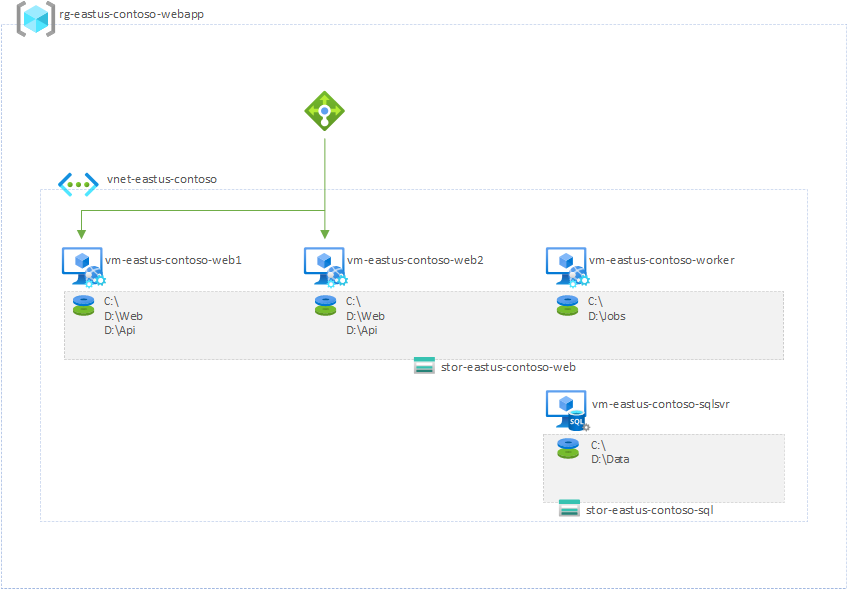 rg-eastus-contoso-webapp
vnet-eastus-contoso
vm-eastus-contoso-web1
vm-eastus-contoso-web2
vm-eastus-contoso-worker
C:\
D:\Web
D:\Api
C:\
D:\Web
D:\Api
C:\
D:\Jobs
stor-eastus-contoso-web
vm-eastus-contoso-sqlsvr
SQL
C:\
D:\Data
stor-eastus-contoso-sql